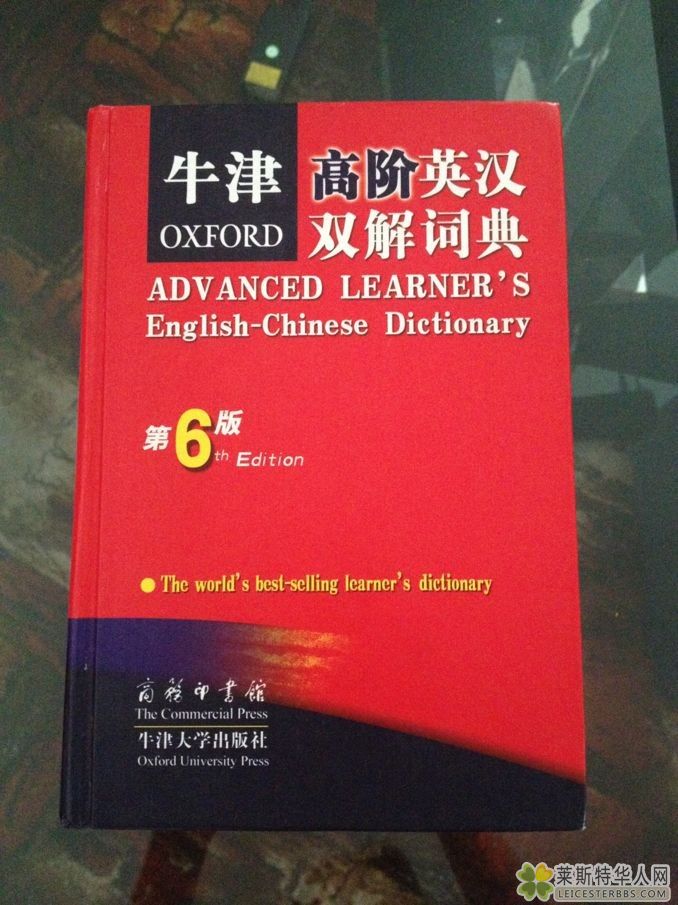 牛津
OXFORD
高阶英汉
双解词典
ADVANCED LEARNER'S
English-Chinese Dictionary
第6版
th Edition
The world's best-selling learner's dictionary
商務印書館
The Commercial Press
牛津大学出版社
Oxford University Press
莱斯特华人网
LEICESTERBBS.COM